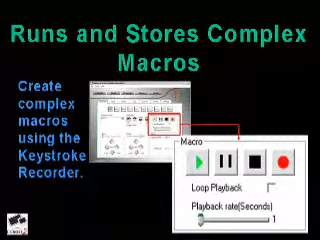 Runs and Stores Complex
Macros
Create
complex
macros
using the
Keystroke
Recorder.
Macro
Loop Playback
Playback rate(Seconds)
1